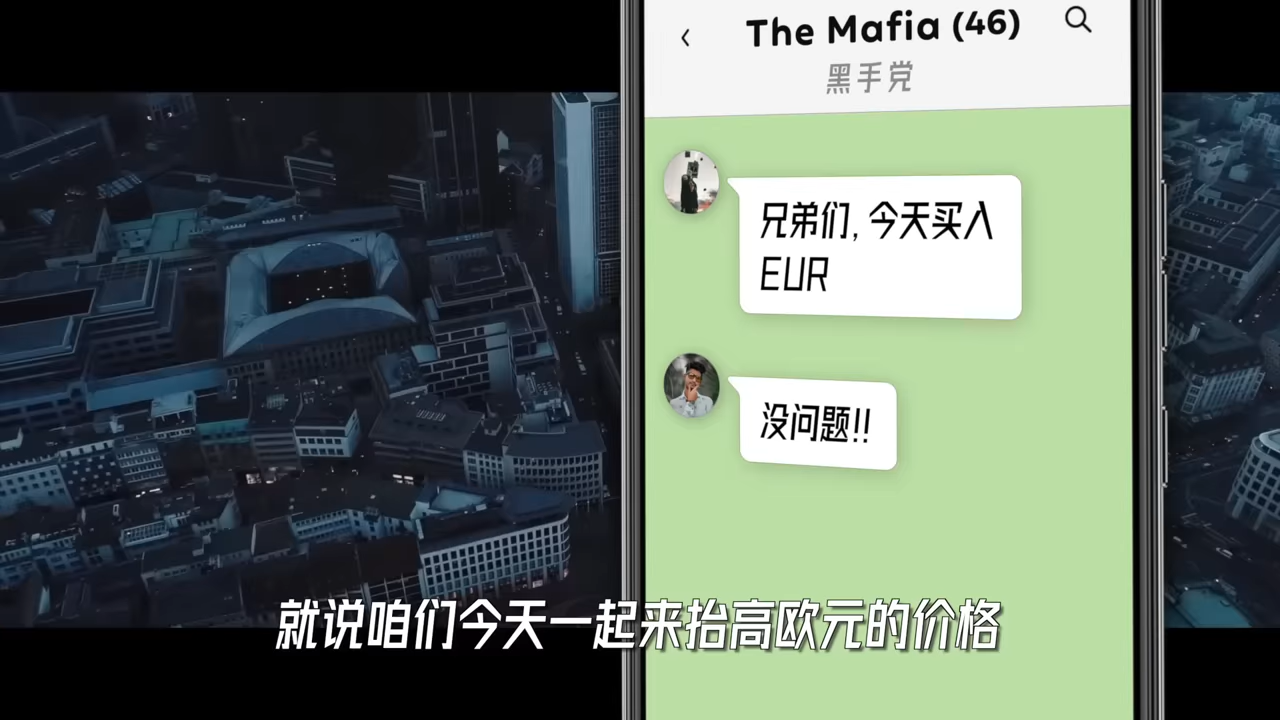 The Mafia (46)
黑手党
兄弟们, 今天买入
EUR
没问题!!
就说咱们今天一起来抬高欧元的价格